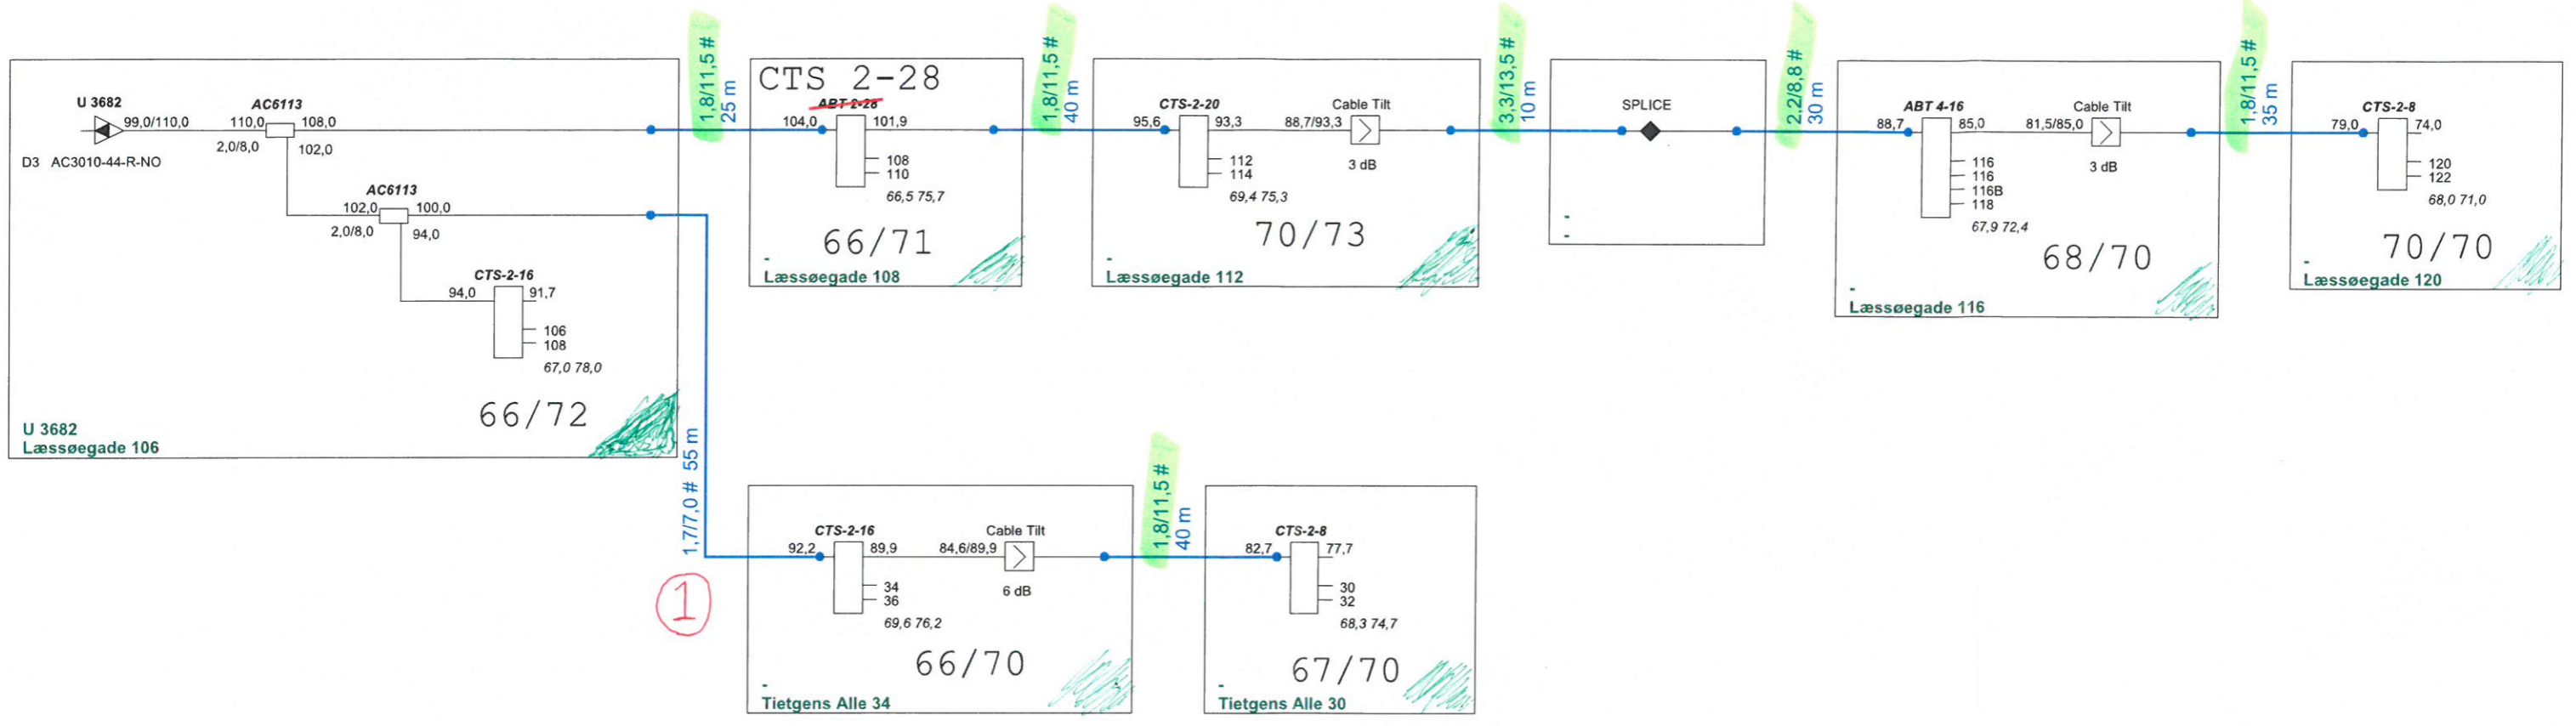 U 3682
99,0/110,0
D3 AC3010-44-R-NO
AC6113
110,0
108,0
2,0/8,0
102,0
AC6113
102,0
100,0
2,0/8,0
94,0
CTS-2-16
94,0
91,7
106
108
67,0 78,0
66/72
U 3682
Læssøegade 106
1,8/11,5 #
25 m
CTS 2-28
ABT 2-28
104,0
101,9
108
110
66,5 75,7
66/71
-
Læssøegade 108
1,8/11,5 #
40 m
CTS-2-20
95,6
93,3
112
114
69,4 75,3
Cable Tilt
88,7/93,3
3 dB
70/73
-
Læssøegade 112
3,3/13,5 #
10 m
SPLICE
-
-
2,2/8,8 #
30 m
ABT 4-16
88,7
85,0
116
116
116B
118
67,9 72,4
Cable Tilt
81,5/85,0
3 dB
68/70
-
Læssøegade 116
1,8/11,5 #
35 m
CTS-2-8
79,0
74,0
120
122
68,0 71,0
70/70
-
Læssøegade 120
1,7/7,0 # 55 m
1
CTS-2-16
92,2
89,9
34
36
69,6 76,2
Cable Tilt
84,6/89,9
6 dB
66/70
-
Tietgens Alle 34
1,8/11,5 #
40 m
CTS-2-8
82,7
77,7
30
32
68,3 74,7
67/70
-
Tietgens Alle 30